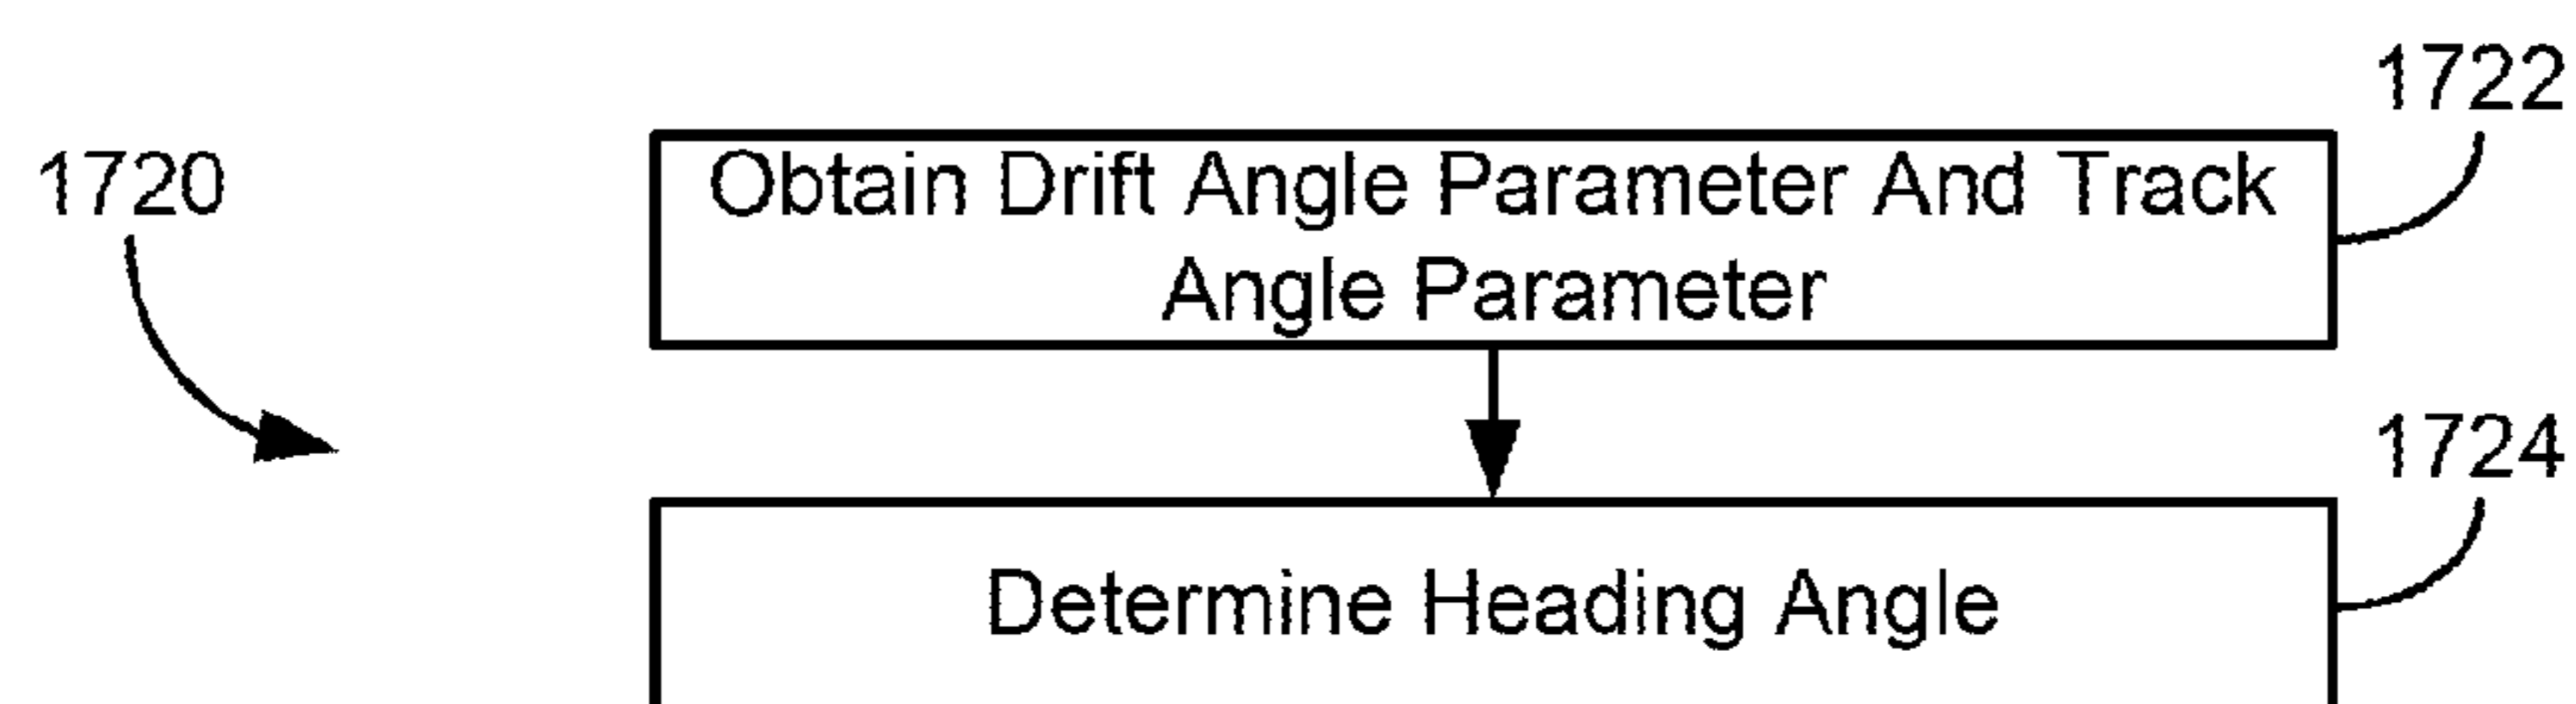 1722
1720
Obtain Drift Angle Parameter And Track
Angle Parameter
1724
Determine Heading Angle